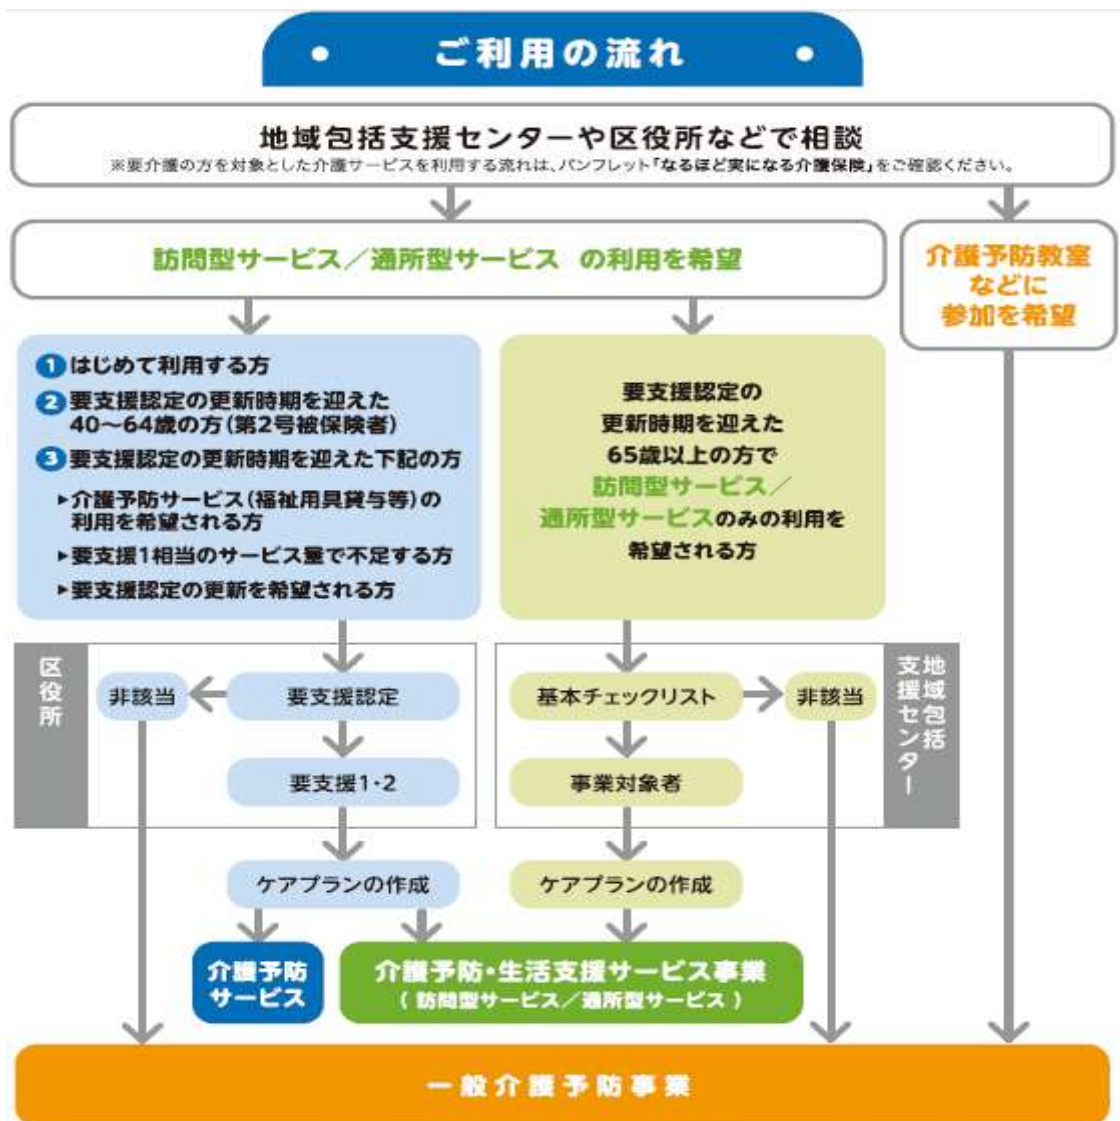 ご利用の流れ
地域包括支援センターや区役所などで相談
※要介護の方を対象とした介護サービスを利用する流れは、パンフレット「なるほど実になる介護保険」をご確認ください。
訪問型サービス／通所型サービス の利用を希望
介護予防教室
などに
参加を希望
1 はじめて利用する方
2 要支援認定の更新時期を迎えた
40～64歳の方(第2号被保険者)
3 要支援認定の更新時期を迎えた下記の方
▶介護予防サービス(福祉用具貸与等)の
利用を希望される方
▶要支援1相当のサービス量で不足する方
▶要支援認定の更新を希望される方
要支援認定の
更新時期を迎えた
65歳以上の方で
訪問型サービス／
通所型サービスのみの利用を
希望される方
区役所
非該当
要支援認定
要支援1・2
基本チェックリスト
非該当
事業対象者
地域包括
支援センター
ケアプランの作成
ケアプランの作成
介護予防
サービス
介護予防・生活支援サービス事業
( 訪問型サービス／通所型サービス )
一般介護予防事業